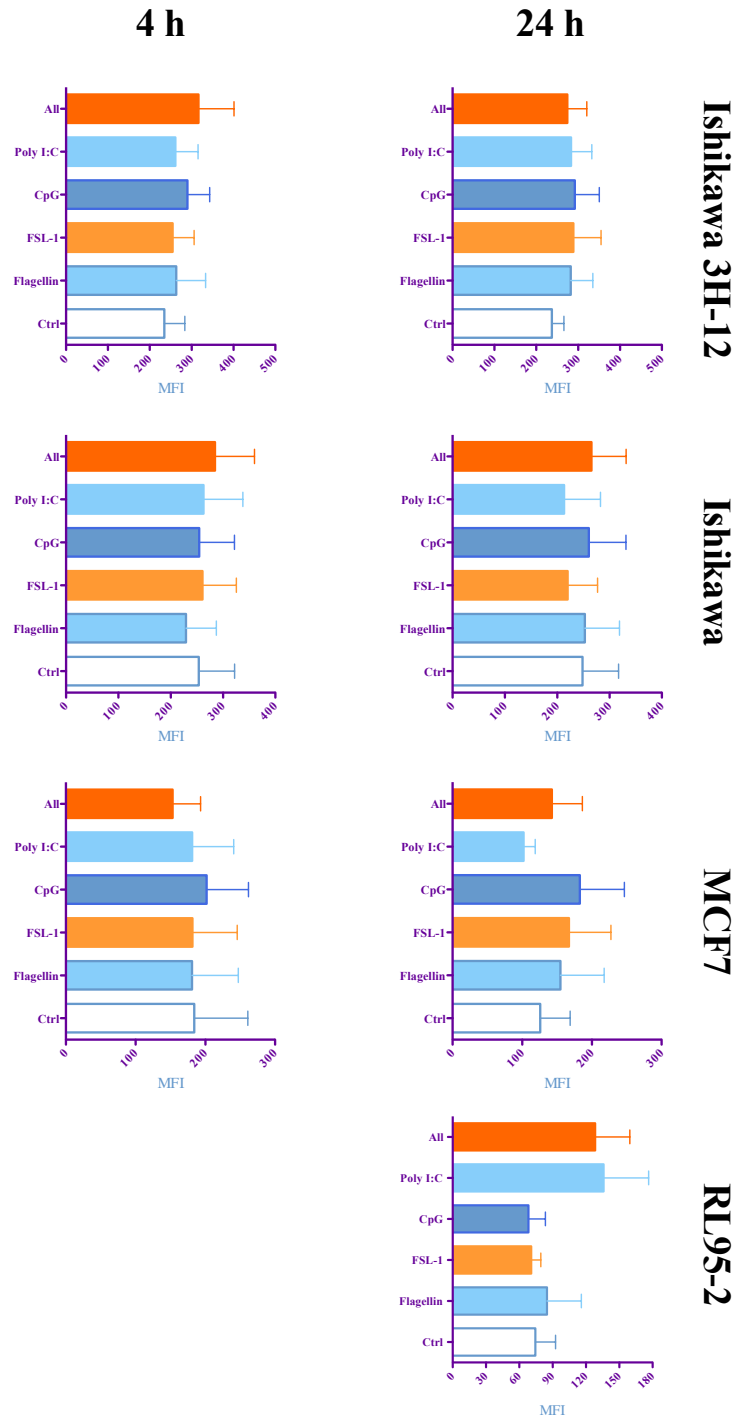 4 h
24 h
All
Poly I:C
CpG
FSL-1
Flagellin
Ctrl
0
100
200
300
400
500
MFI
All
Poly I:C
CpG
FSL-1
Flagellin
Ctrl
0
100
200
300
400
500
MFI
Ishikawa 3H-12
All
Poly I:C
CpG
FSL-1
Flagellin
Ctrl
0
100
200
300
400
MFI
All
Poly I:C
CpG
FSL-1
Flagellin
Ctrl
0
100
200
300
400
MFI
Ishikawa
All
Poly I:C
CpG
FSL-1
Flagellin
Ctrl
0
100
200
300
MFI
All
Poly I:C
CpG
FSL-1
Flagellin
Ctrl
0
100
200
300
MFI
MCF7
All
Poly I:C
CpG
FSL-1
Flagellin
Ctrl
0
30
60
90
120
150
180
MFI
RL95-2